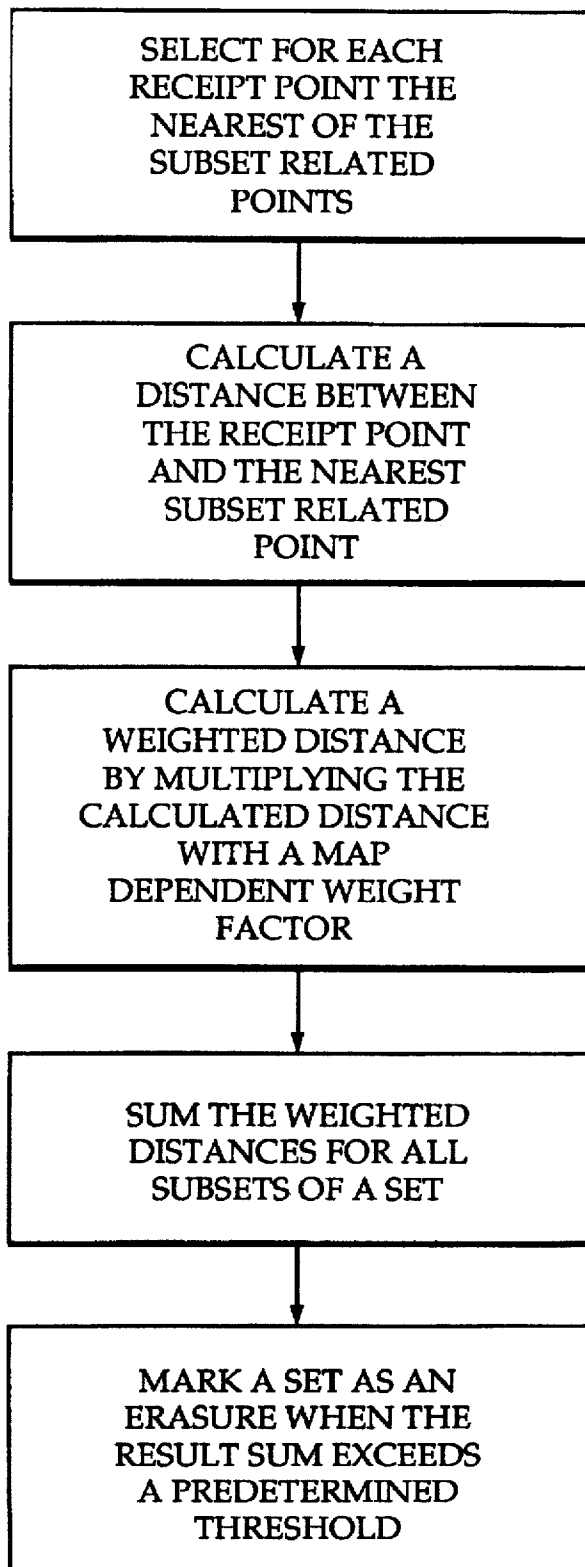 SELECT FOR EACH
RECEIPT POINT THE
NEAREST OF THE
SUBSET RELATED
POINTS
CALCULATE A
DISTANCE BETWEEN
THE RECEIPT POINT
AND THE NEAREST
SUBSET RELATED
POINT
CALCULATE A
WEIGHTED DISTANCE
BY MULTIPLYING THE
CALCULATED DISTANCE
WITH A MAP
DEPENDENT WEIGHT
FACTOR
SUM THE WEIGHTED
DISTANCES FOR ALL
SUBSETS OF A SET
MARK A SET AS AN
ERASURE WHEN THE
RESULT SUM EXCEEDS
A PREDETERMINED
THRESHOLD